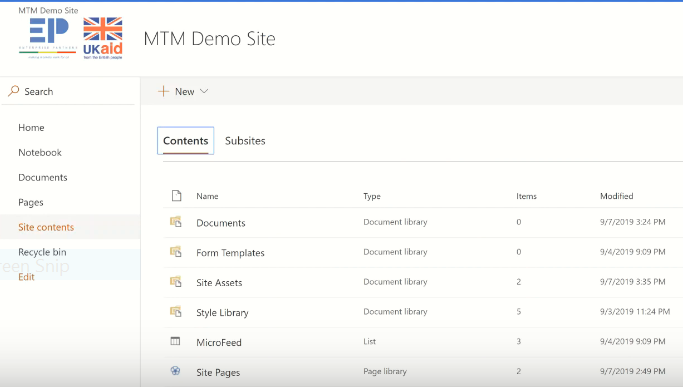 MTM Demo Site
EP
ENTERPRISE PARTNERS
UKaid
from the British people
MTM Demo Site
Search
New
Home
Notebook
Documents
Pages
Site contents
Recycle bin
Edit
reen Snip
Contents Subsites
Name Type Items Modified
Documents Document library 0 9/7/2019 3:24 PM
Form Templates Document library 0 9/4/2019 9:09 PM
Site Assets Document library 2 9/7/2019 3:35 PM
Style Library Document library 5 9/3/2019 11:24 PM
MicroFeed List 3 9/4/2019 9:09 PM
Site Pages Page library 2 9/7/2019 2:49 PM